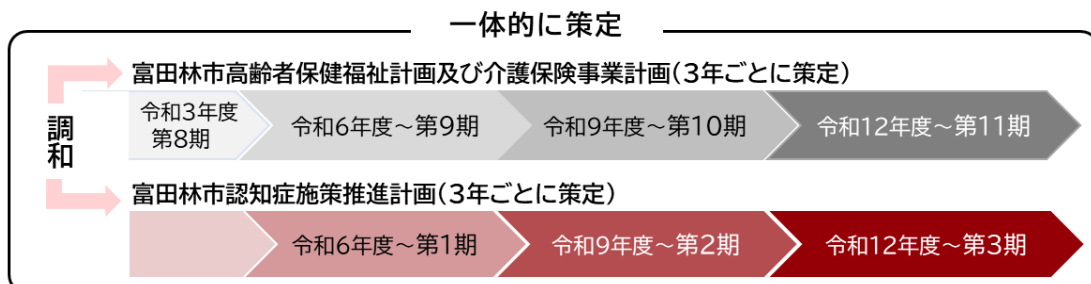 一体的に策定
富田林市高齢者保健福祉計画及び介護保険事業計画(3年ごとに策定)
令和3年度
第8期
令和6年度～第9期
令和9年度～第10期
令和12年度～第11期
調和
富田林市認知症施策推進計画(3年ごとに策定)
令和6年度～第1期
令和9年度～第2期
令和12年度～第3期